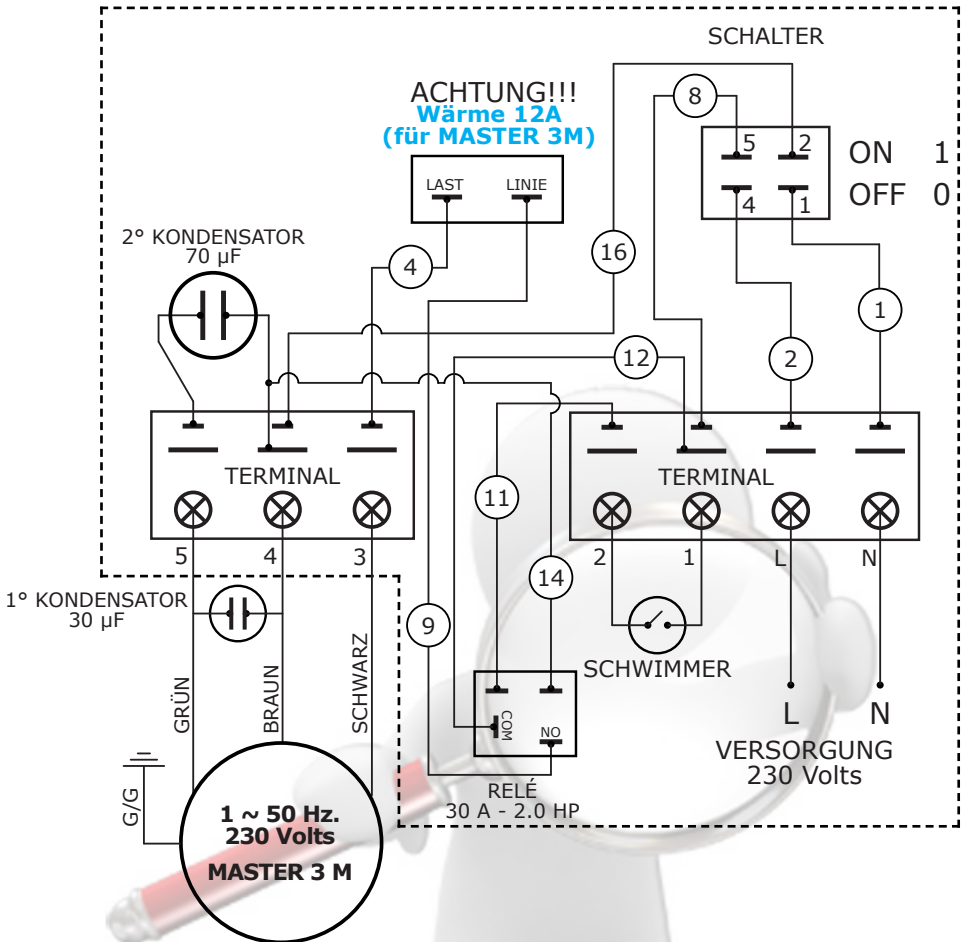 SCHALTER
ACHTUNG!!!
Wärme 12A
(für MASTER 3M)
8
5 2
ON 1
LAST LINIE
4 1
OFF 0
2° KONDENSATOR
70 µF
4
16
1
12
2
TERMINAL
TERMINAL
11
5 4 3
2 1 L N
14
1° KONDENSATOR
30 µF
9
GRÜN
BRAUN
SCHWARZ
SCHWIMMER
COM
NO
L N
VERSORGUNG
230 Volts
RELÉ
30 A - 2.0 HP
G/G
1 ~ 50 Hz.
230 Volts
MASTER 3 M